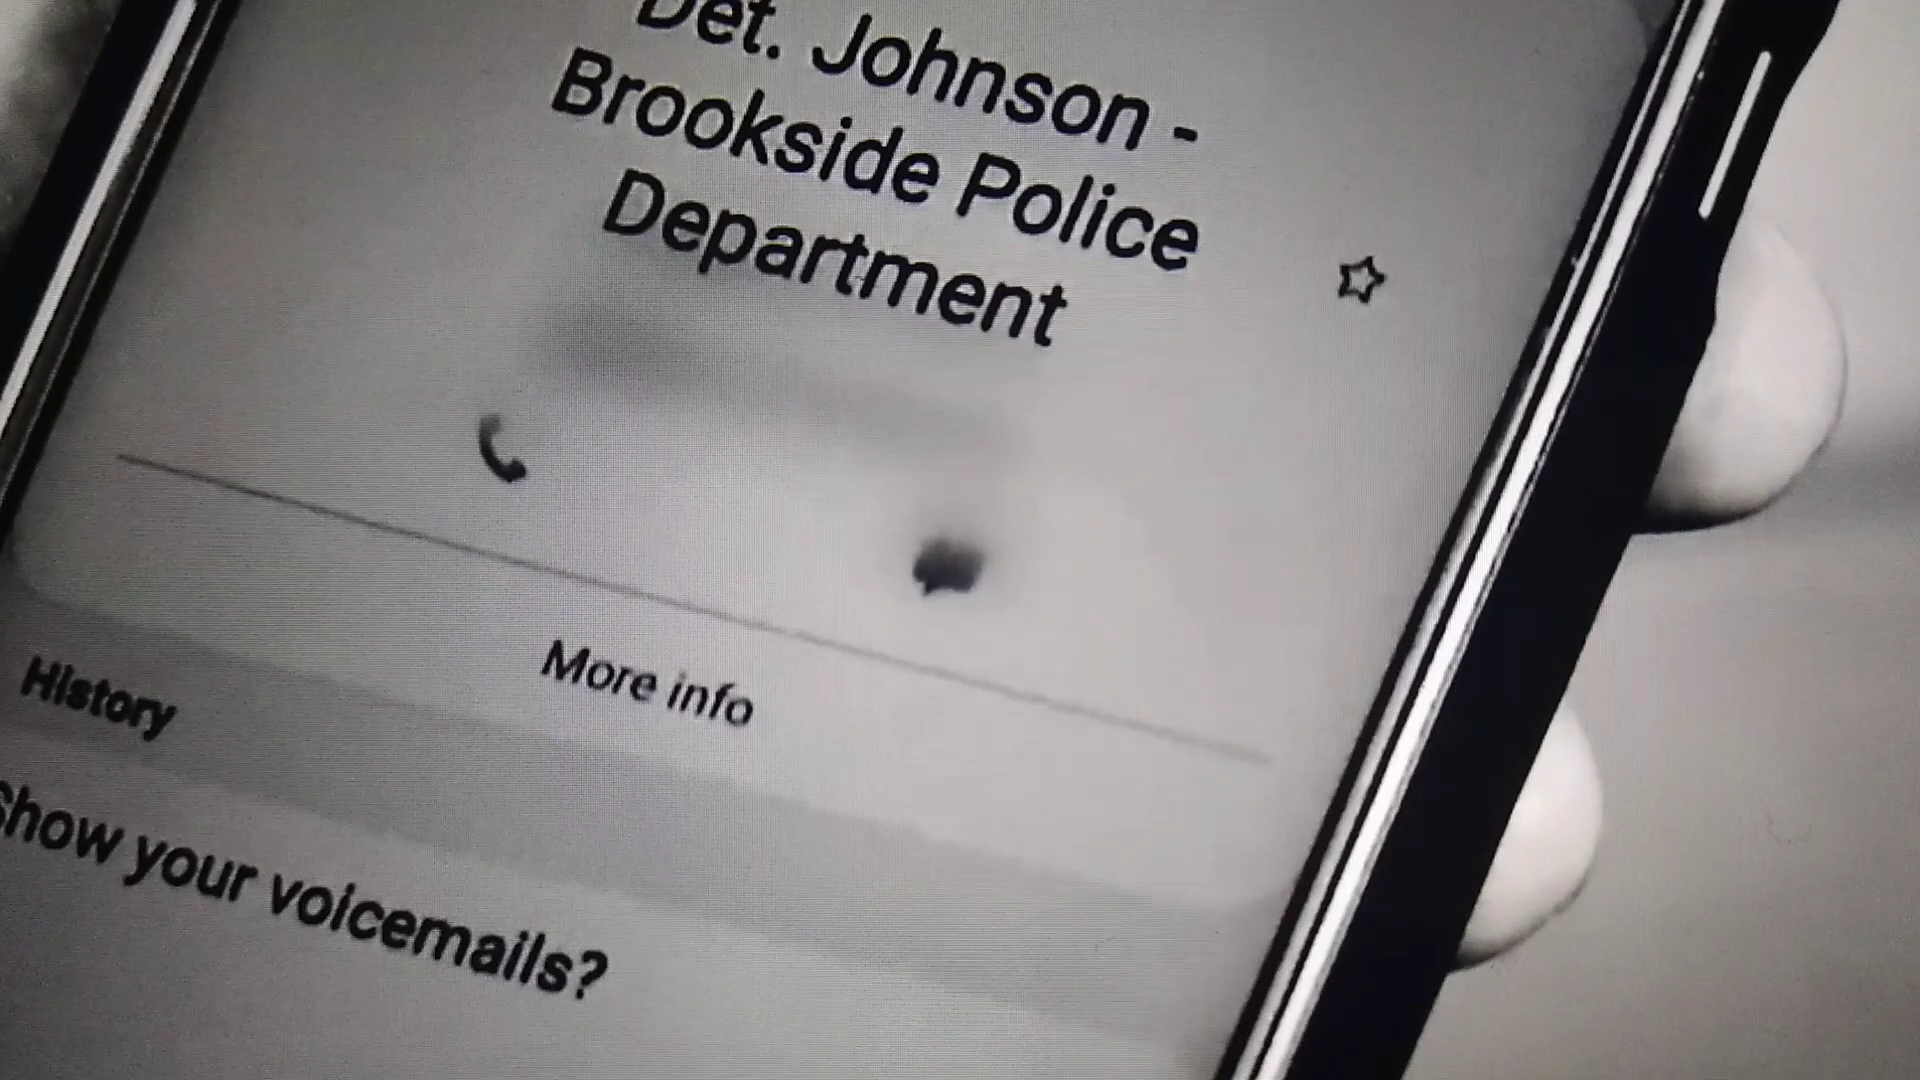 Det. Johnson -
Brookside Police
Department
More info
History
Show your voicemails?